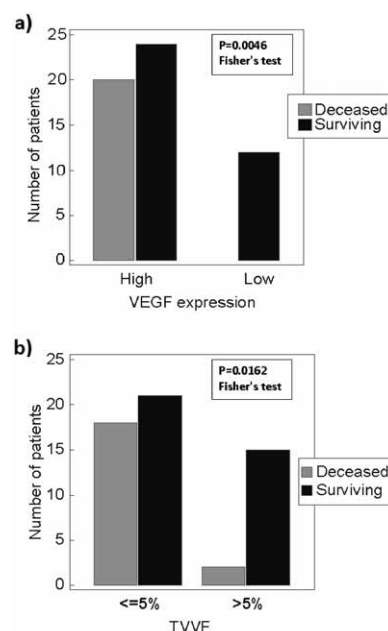 a)
25
20
15
10
5
0
Number of patients
P=0.0046
Fisher's test
Deceased
Surviving
High
Low
VEGF expression
b)
25
20
15
10
5
0
Number of patients
P=0.0162
Fisher's test
Deceased
Surviving
<=5%
>5%